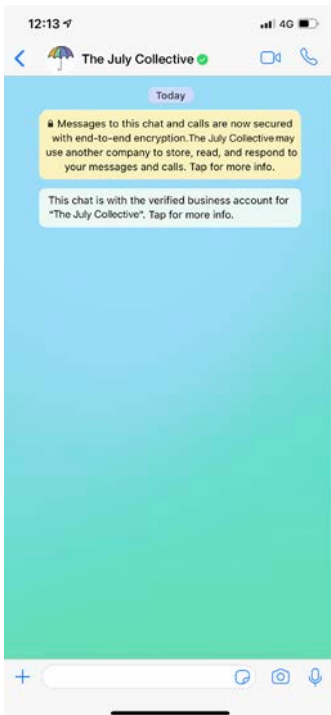 12:13
4G
The July Collective
Today
Messages to this chat and calls are now secured
with end-to-end encryption.The July Collectivemay
use another company to store, read, and respond to
your messages and calls. Tap for more info.
This chat is with the verified business account for
"The July Collective". Tap for more info.